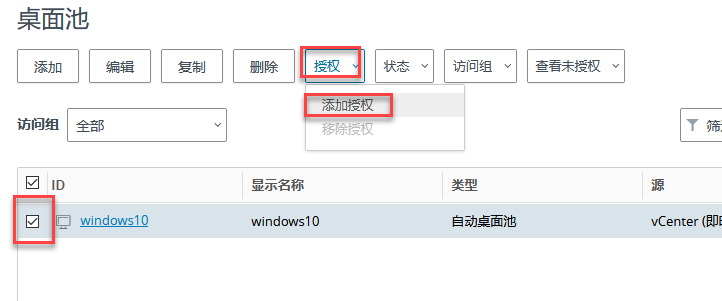 桌面池
添加 编辑 复制 删除 授权 状态 访问组 查看未授权
添加授权
移除授权
访问组 全部 筛
ID 显示名称 类型 源
windows10 windows10 自动桌面池 vCenter (即